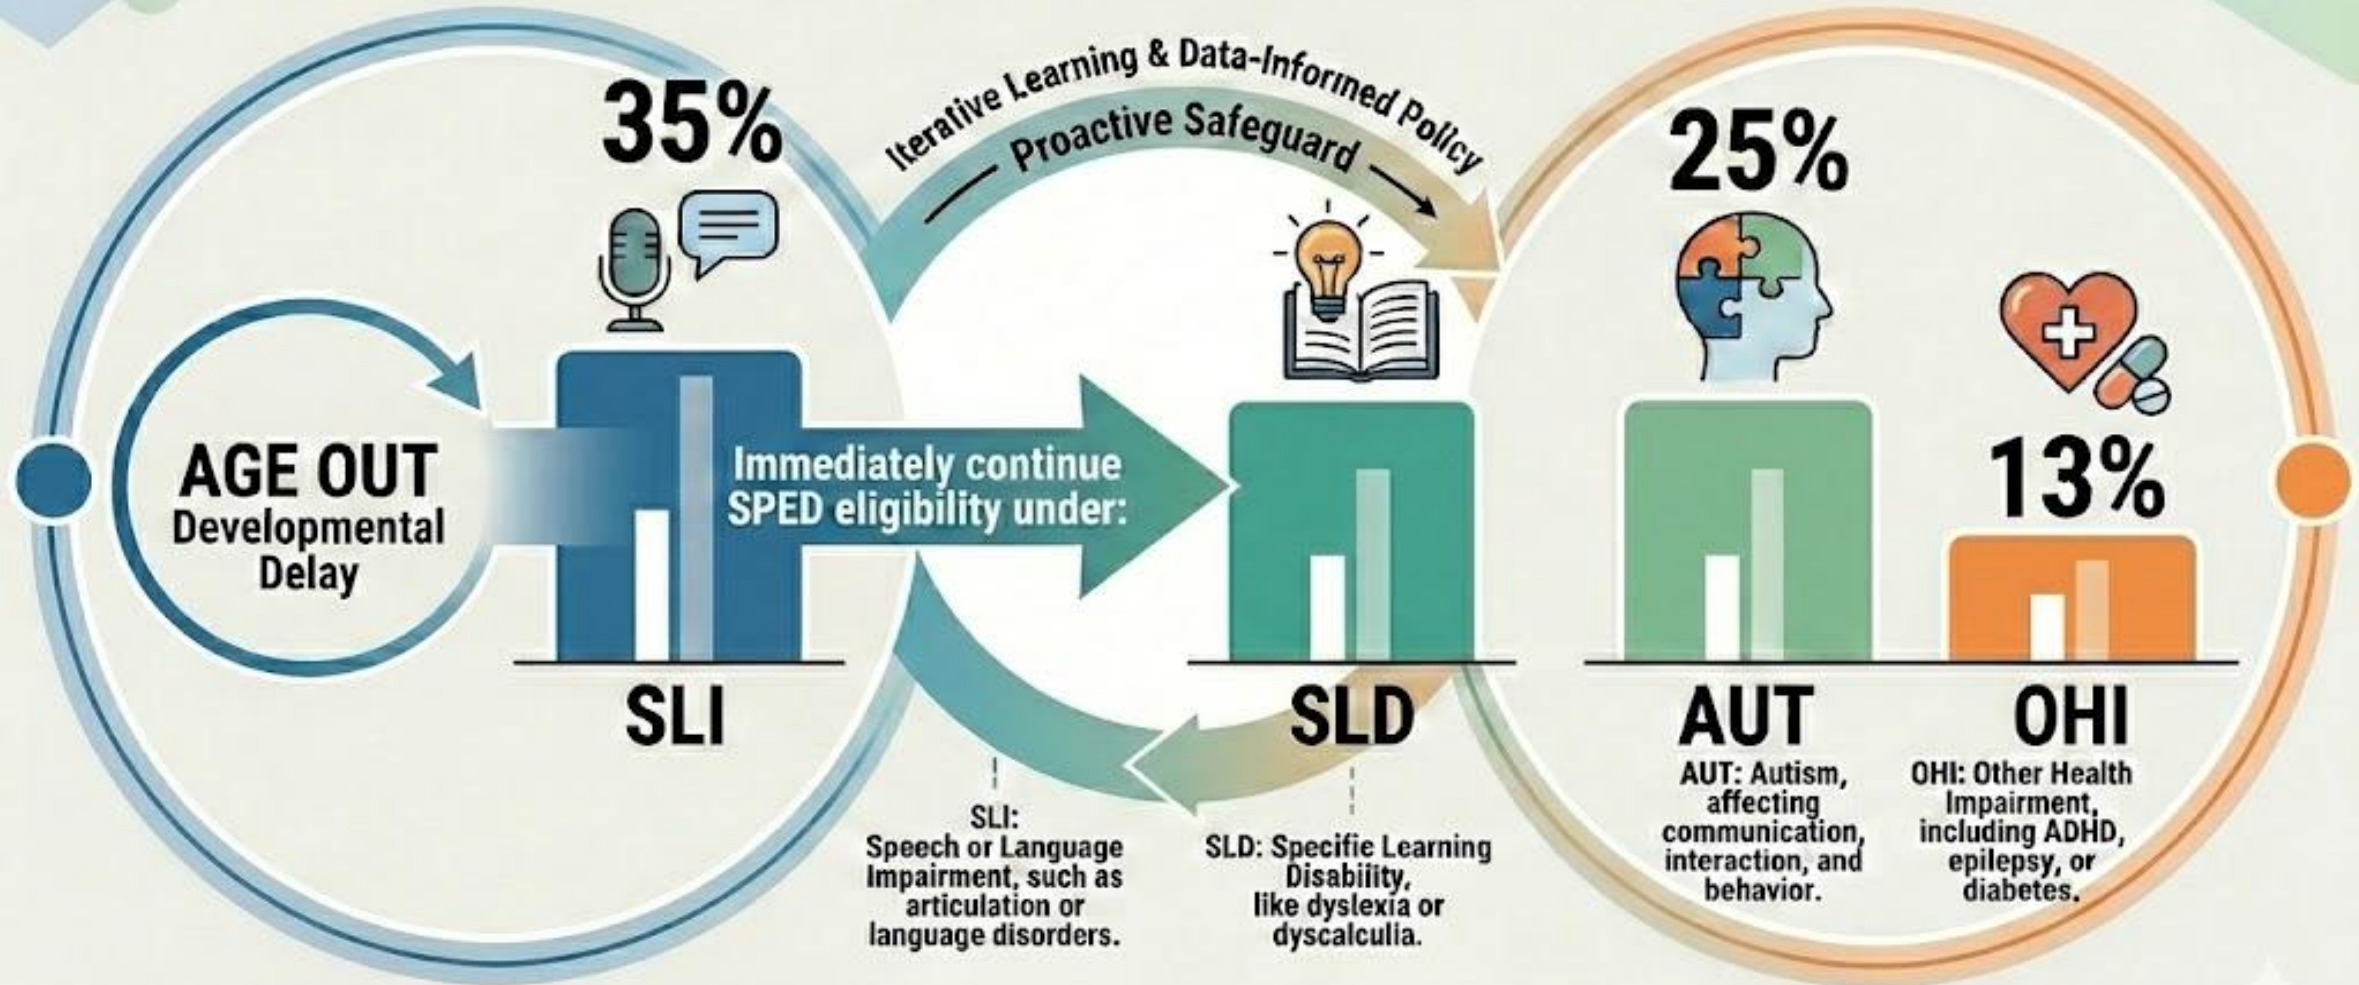 Iterative Learning & Data-Informed Policy
Proactive Safeguard
35%
25%
13%
AGE OUT
Developmental
Delay
Immediately continue
SPED eligibility under:
SLI
SLD
AUT
OHI
SLI:
Speech or Language
Impairment, such as
articulation or
language disorders.
SLD: Specifie Learning
Disability,
like dyslexia or
dyscalculia.
AUT: Autism,
affecting
communication,
interaction, and
behavior.
OHI: Other Health
Impairment,
including ADHD,
epilepsy, or
diabetes.